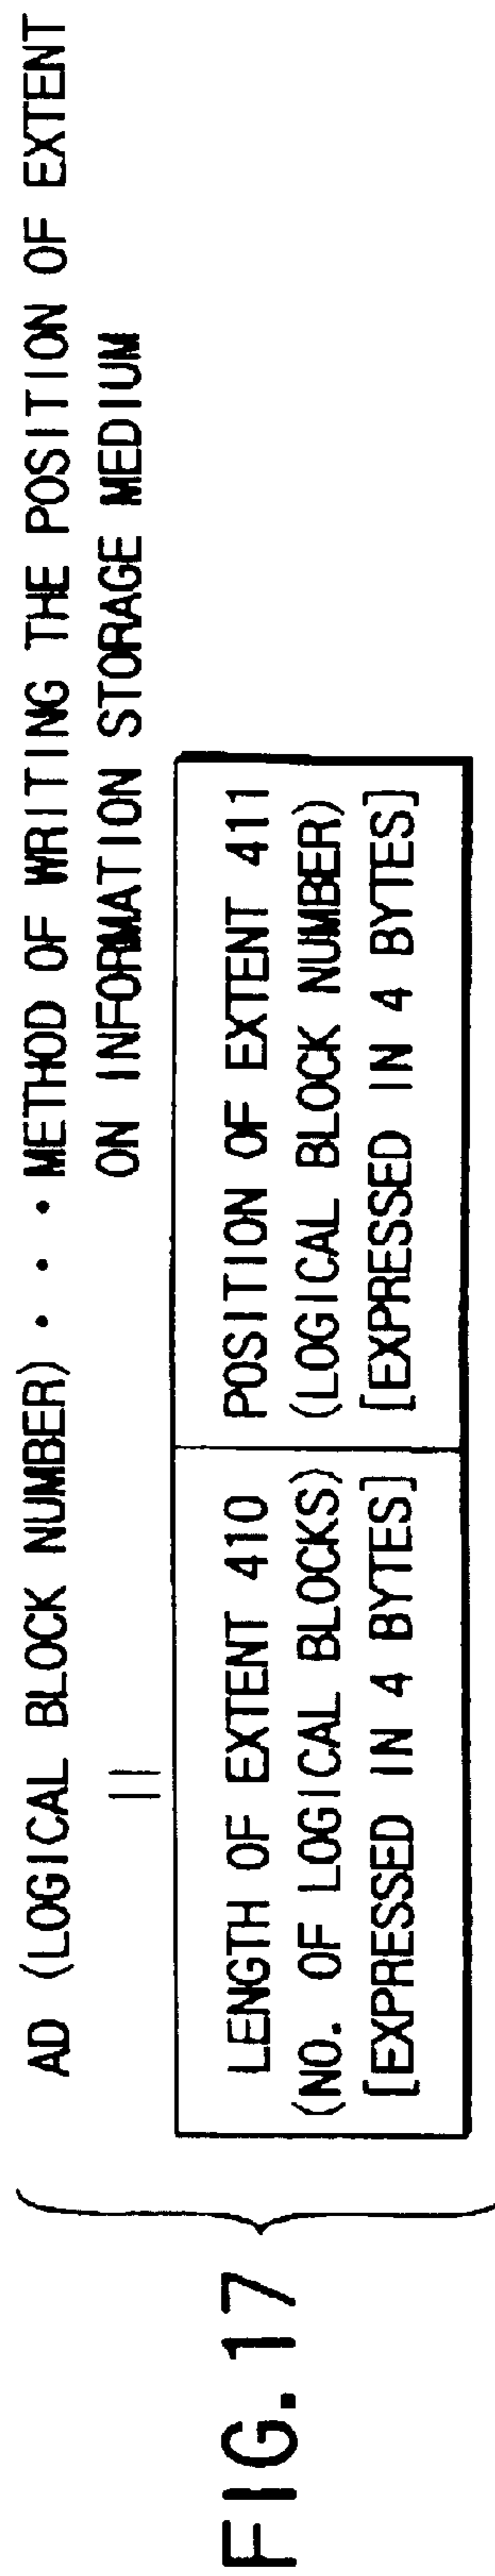 AD (LOGICAL BLOCK NUMBER) • • • METHOD OF WRITING THE POSITION OF EXTENT
ON INFORMATION STORAGE MEDIUM
||
LENGTH OF EXTENT 410
(NO. OF LOGICAL BLOCKS)
[EXPRESSED IN 4 BYTES]
POSITION OF EXTENT 411
(LOGICAL BLOCK NUMBER)
[EXPRESSED IN 4 BYTES]
FIG. 17